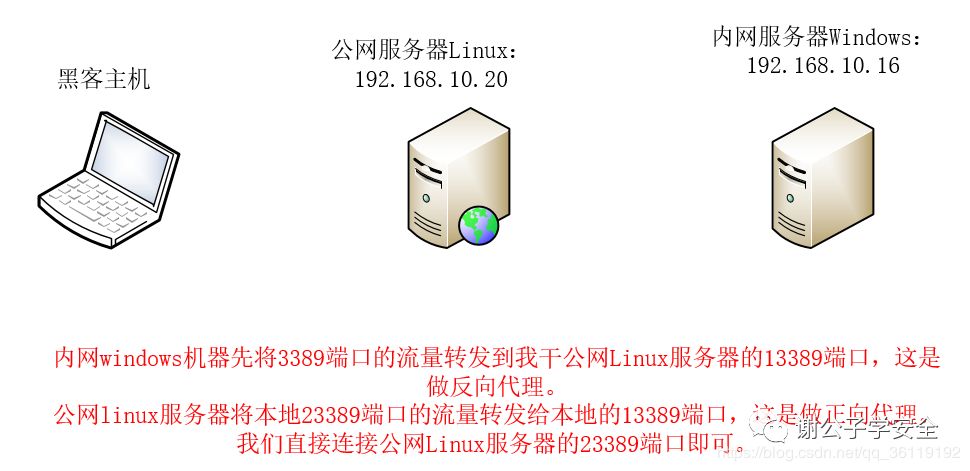 黑客主机
公网服务器Linux：
192.168.10.20
内网服务器Windows：
192.168.10.16
内网windows机器先将3389端口的流量转发到我干公网Linux服务器的13389端口，这是
做反向代理。
公网linux服务器将本地23389端口的流量转发给本地的13389端口，这是做正向代理。
我们直接连接公网Linux服务器的23389端口即可。
谢公子学安全
https://blog.csdn.net/qq_36119192